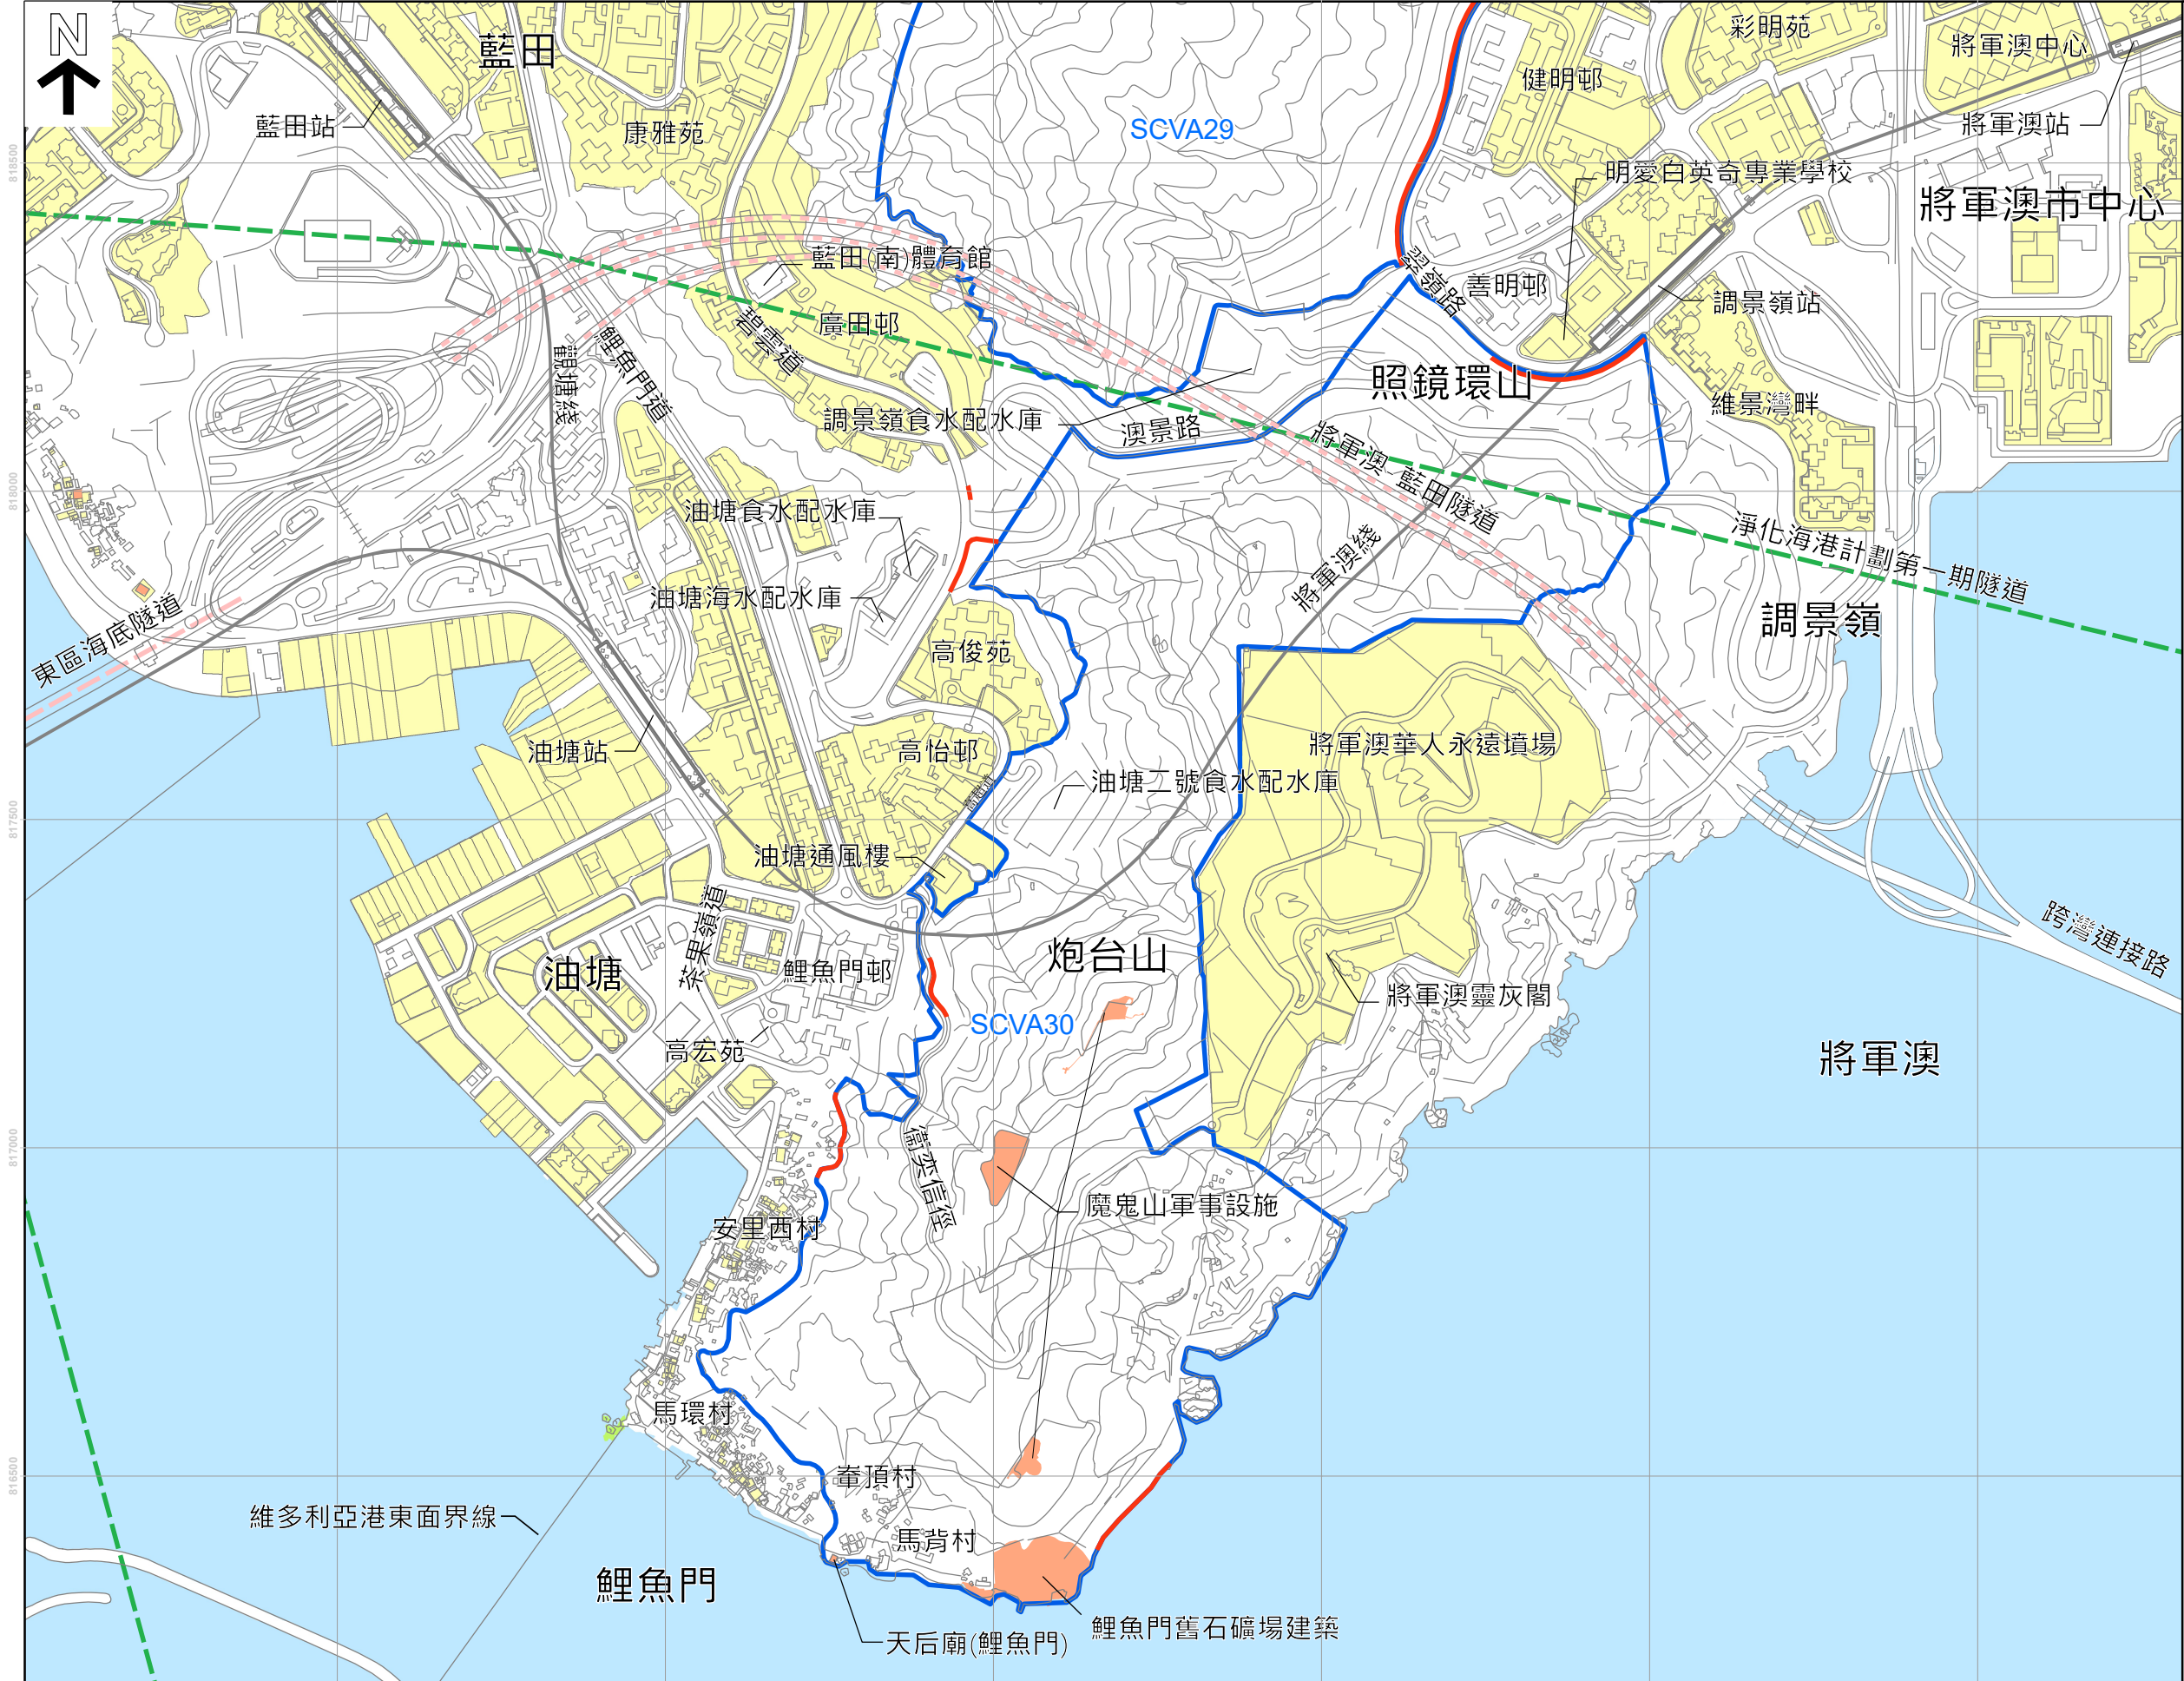 N
藍田
彩明苑
將軍澳中心
健明邨
藍田站
康雅苑
SCVA29
將軍澳站
818500
明愛白英奇專業學校
將軍澳市中心
藍田(南)體育館
翠嶺路
善明邨
調景嶺站
碧雲道
廣田邨
鯉魚門道
觀塘綫
照鏡環山
維景灣畔
調景嶺食水配水庫
澳景路
將軍澳-藍田隧道
818000
油塘食水配水庫
淨化海港計劃第一期隧道
將軍澳綫
油塘海水配水庫
東區海底隧道
調景嶺
高俊苑
油塘站
高怡邨
將軍澳華人永遠墳場
高超道
油塘二號食水配水庫
817500
油塘通風樓
茶果嶺道
跨灣連接路
炮台山
油塘
鯉魚門邨
將軍澳靈灰閣
SCVA30
高宏苑
將軍澳
817000
衞奕信徑
魔鬼山軍事設施
安里西村
馬環村
816500
崋頂村
維多利亞港東面界線
馬背村
鯉魚門
鯉魚門舊石礦場建築
天后廟(鯉魚門)